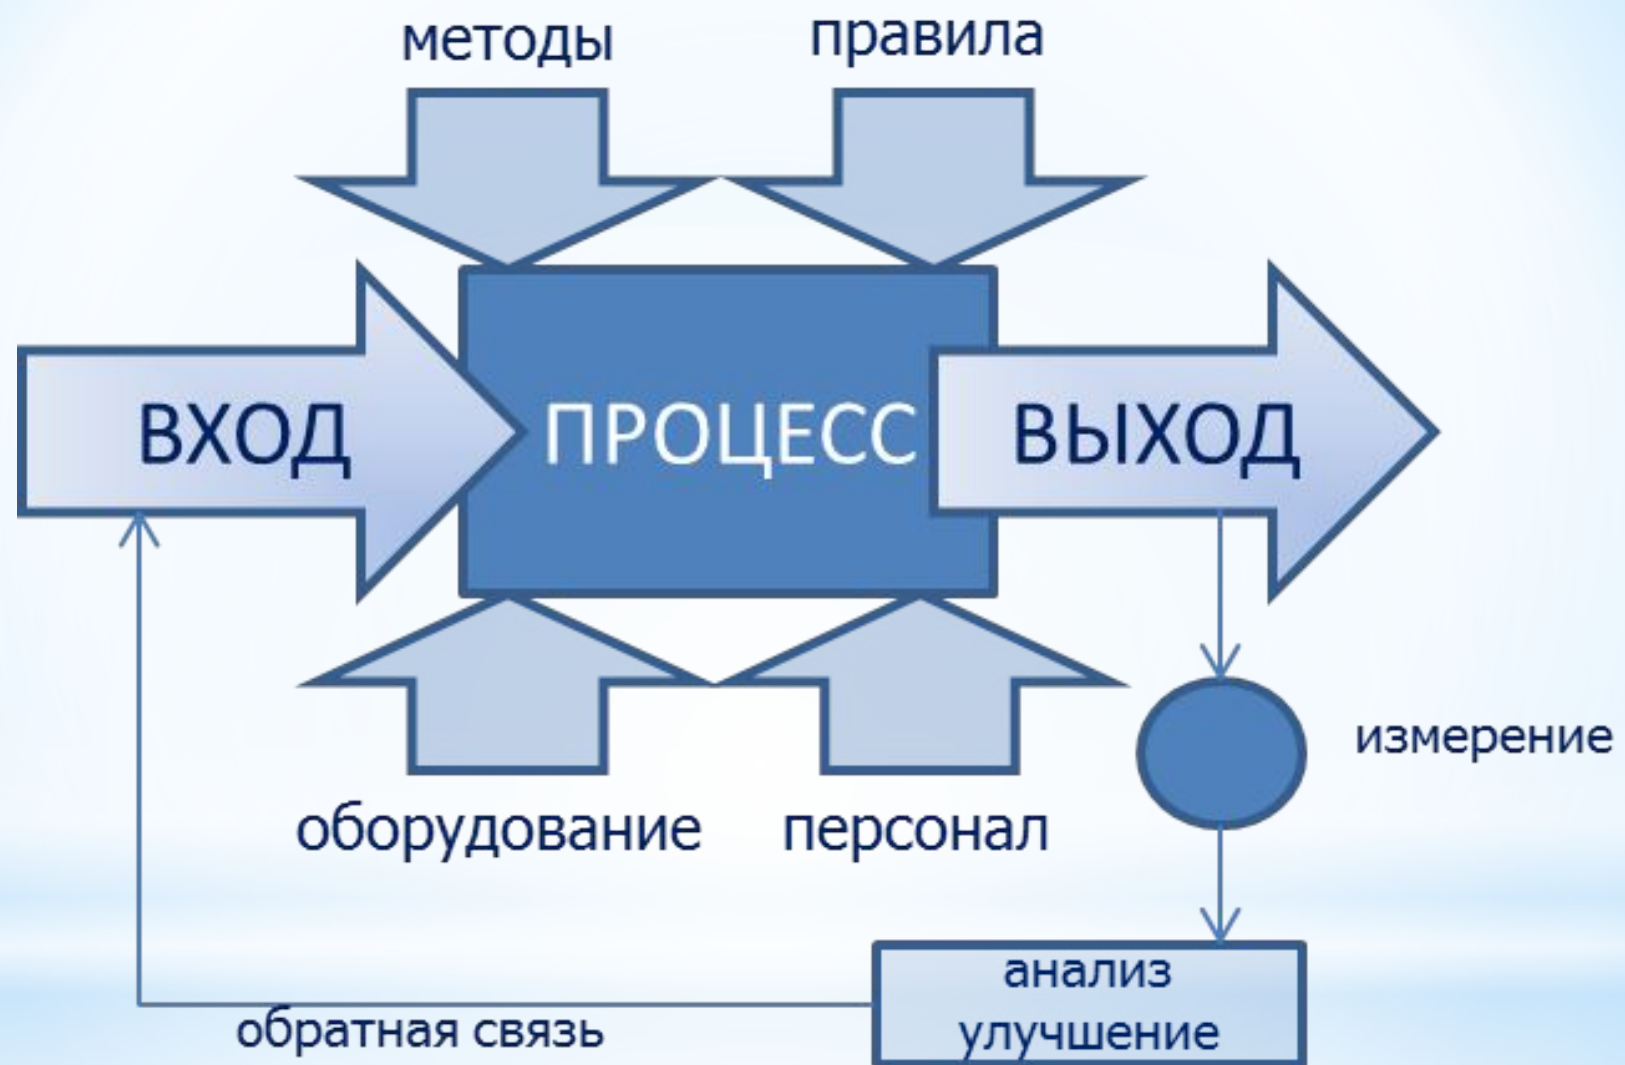 методы
правила
ВХОД
ПРОЦЕСС
ВЫХОД
измерение
оборудование
персонал
анализ
улучшение
обратная связь